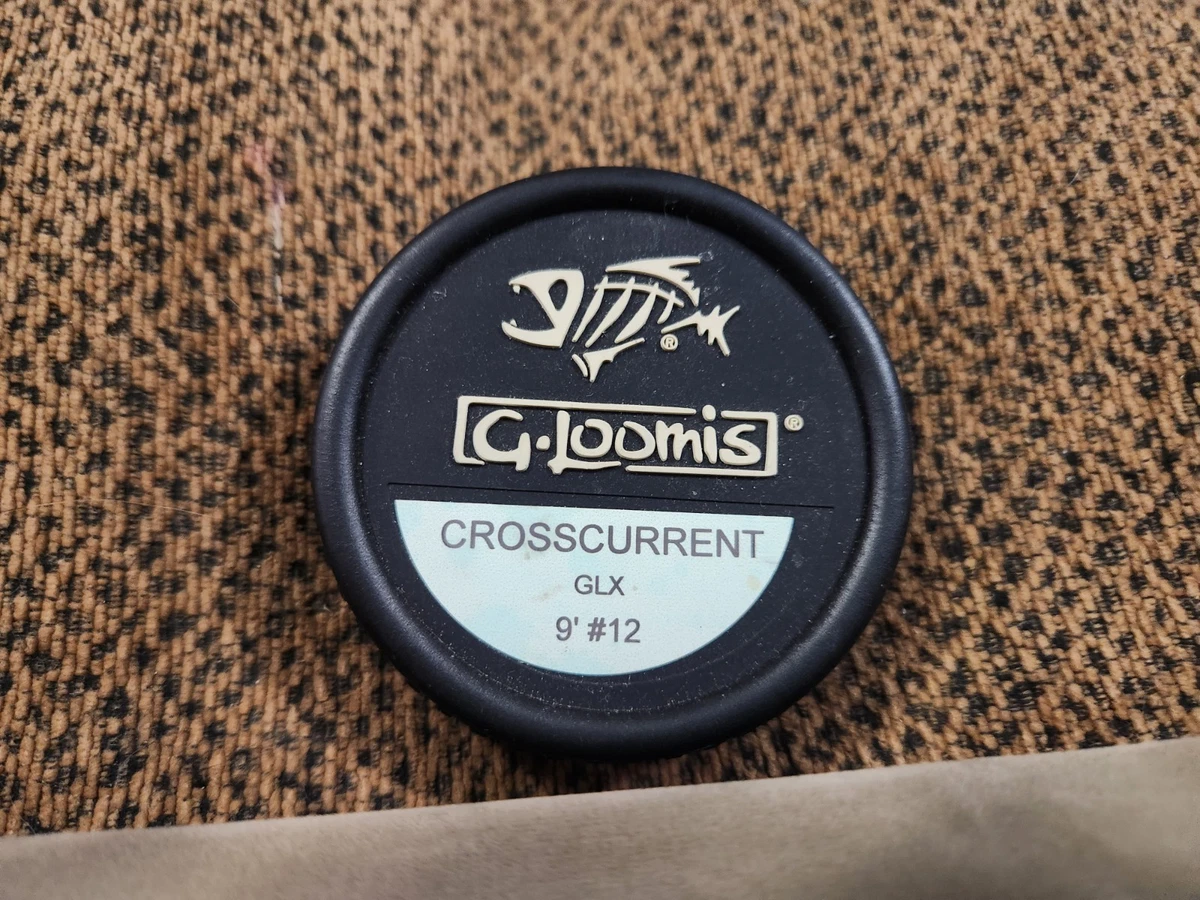 ®
G.Loomis®
CROSSCURRENT
GLX
9' #12